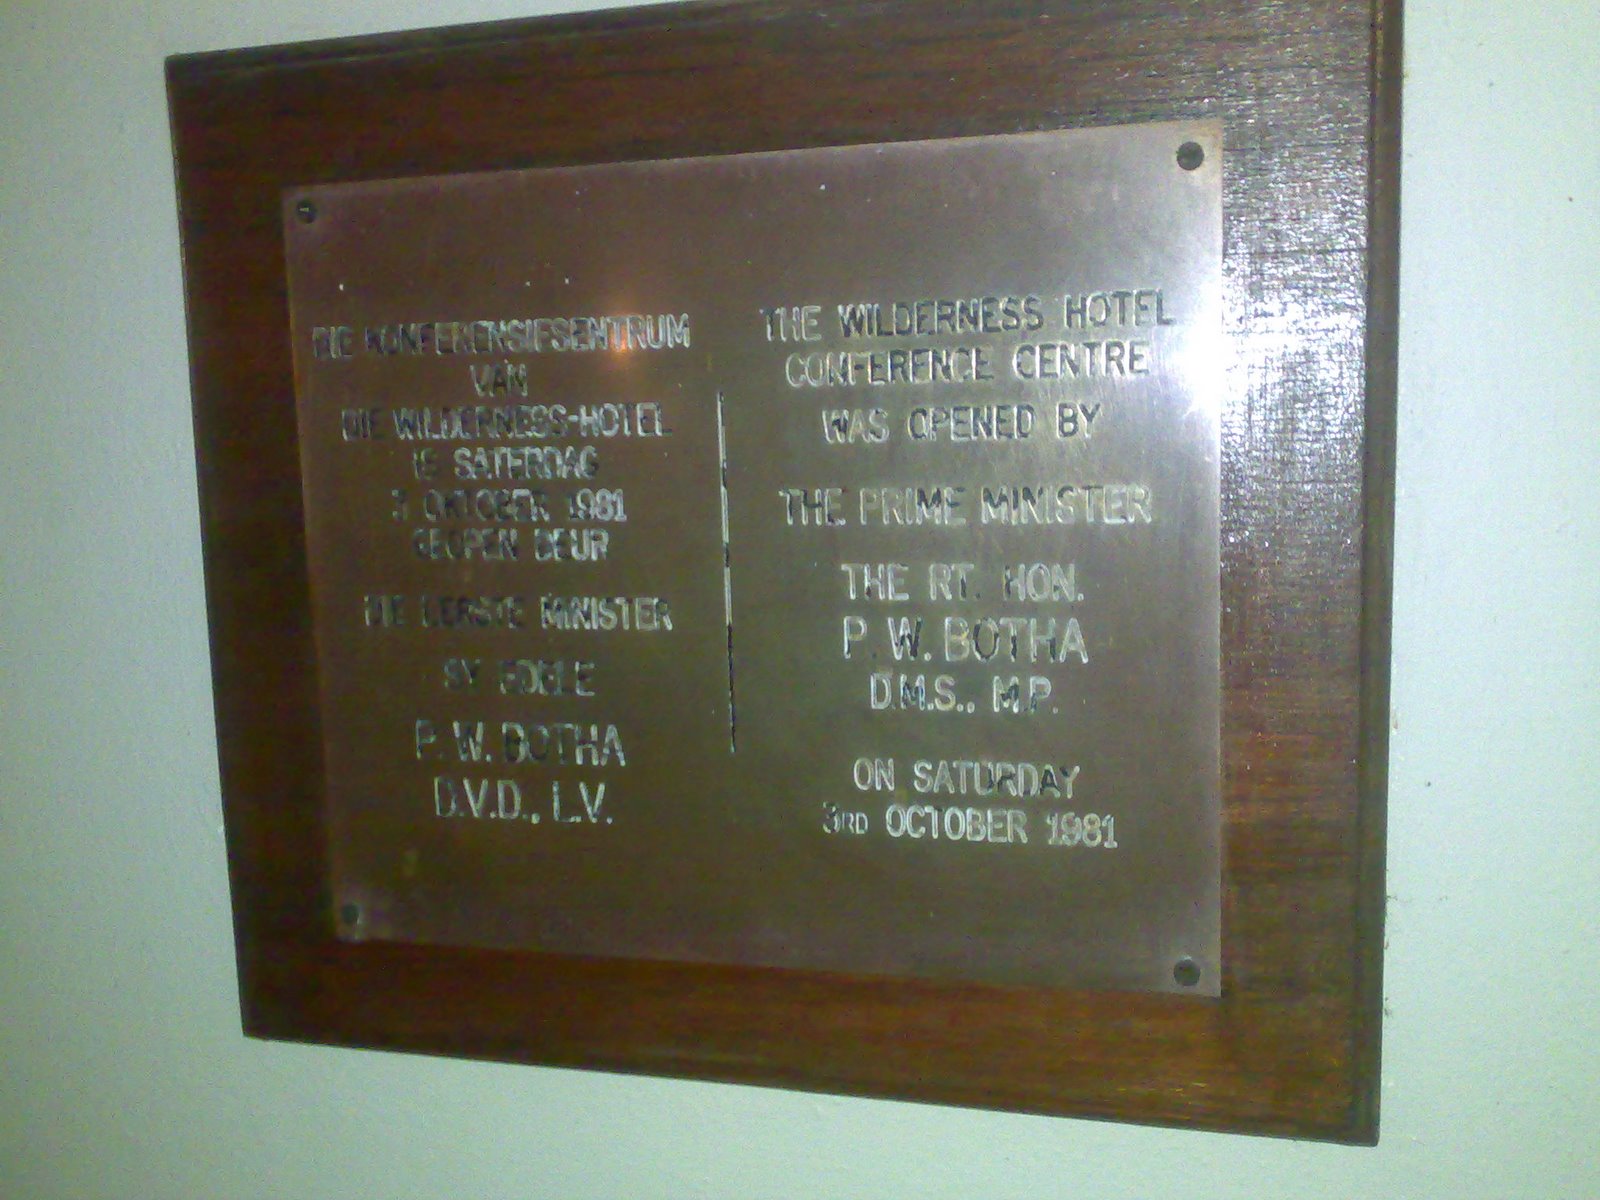 DIE KONFERENSIESENTRUM
VAN
DIE WILDERNESS-HOTEL
IS SATERDAG
3 OKTOBER 1981
GEOPEN DEUR
DIE EERSTE MINISTER
SY EDELE
P. W. BOTHA
D.V.D., L.V.
THE WILDERNESS HOTEL
CONFERENCE CENTRE
WAS OPENED BY
THE PRIME MINISTER
THE RT. HON.
P. W. BOTHA
D.M.S., M.P.
ON SATURDAY
3RD OCTOBER 1981